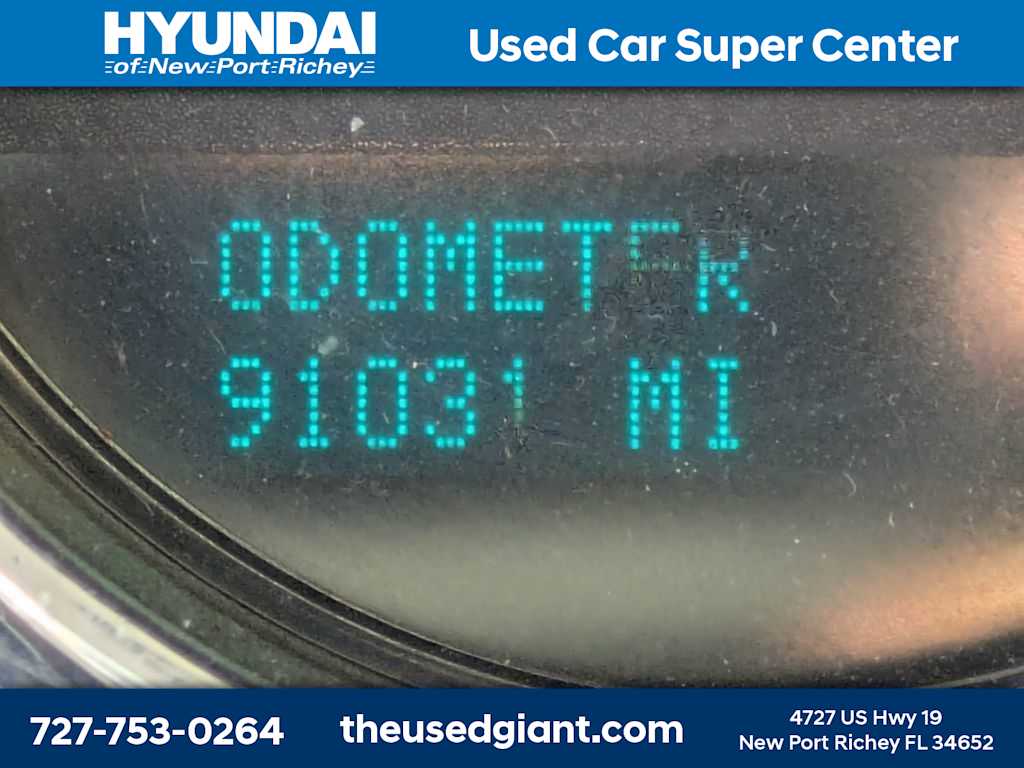 HYUNDAI
of New Port Richey
Used Car Super Center
ODOMETER
91031 MI
727-753-0264
theusedgiant.com
4727 US Hwy 19
New Port Richey FL 34652